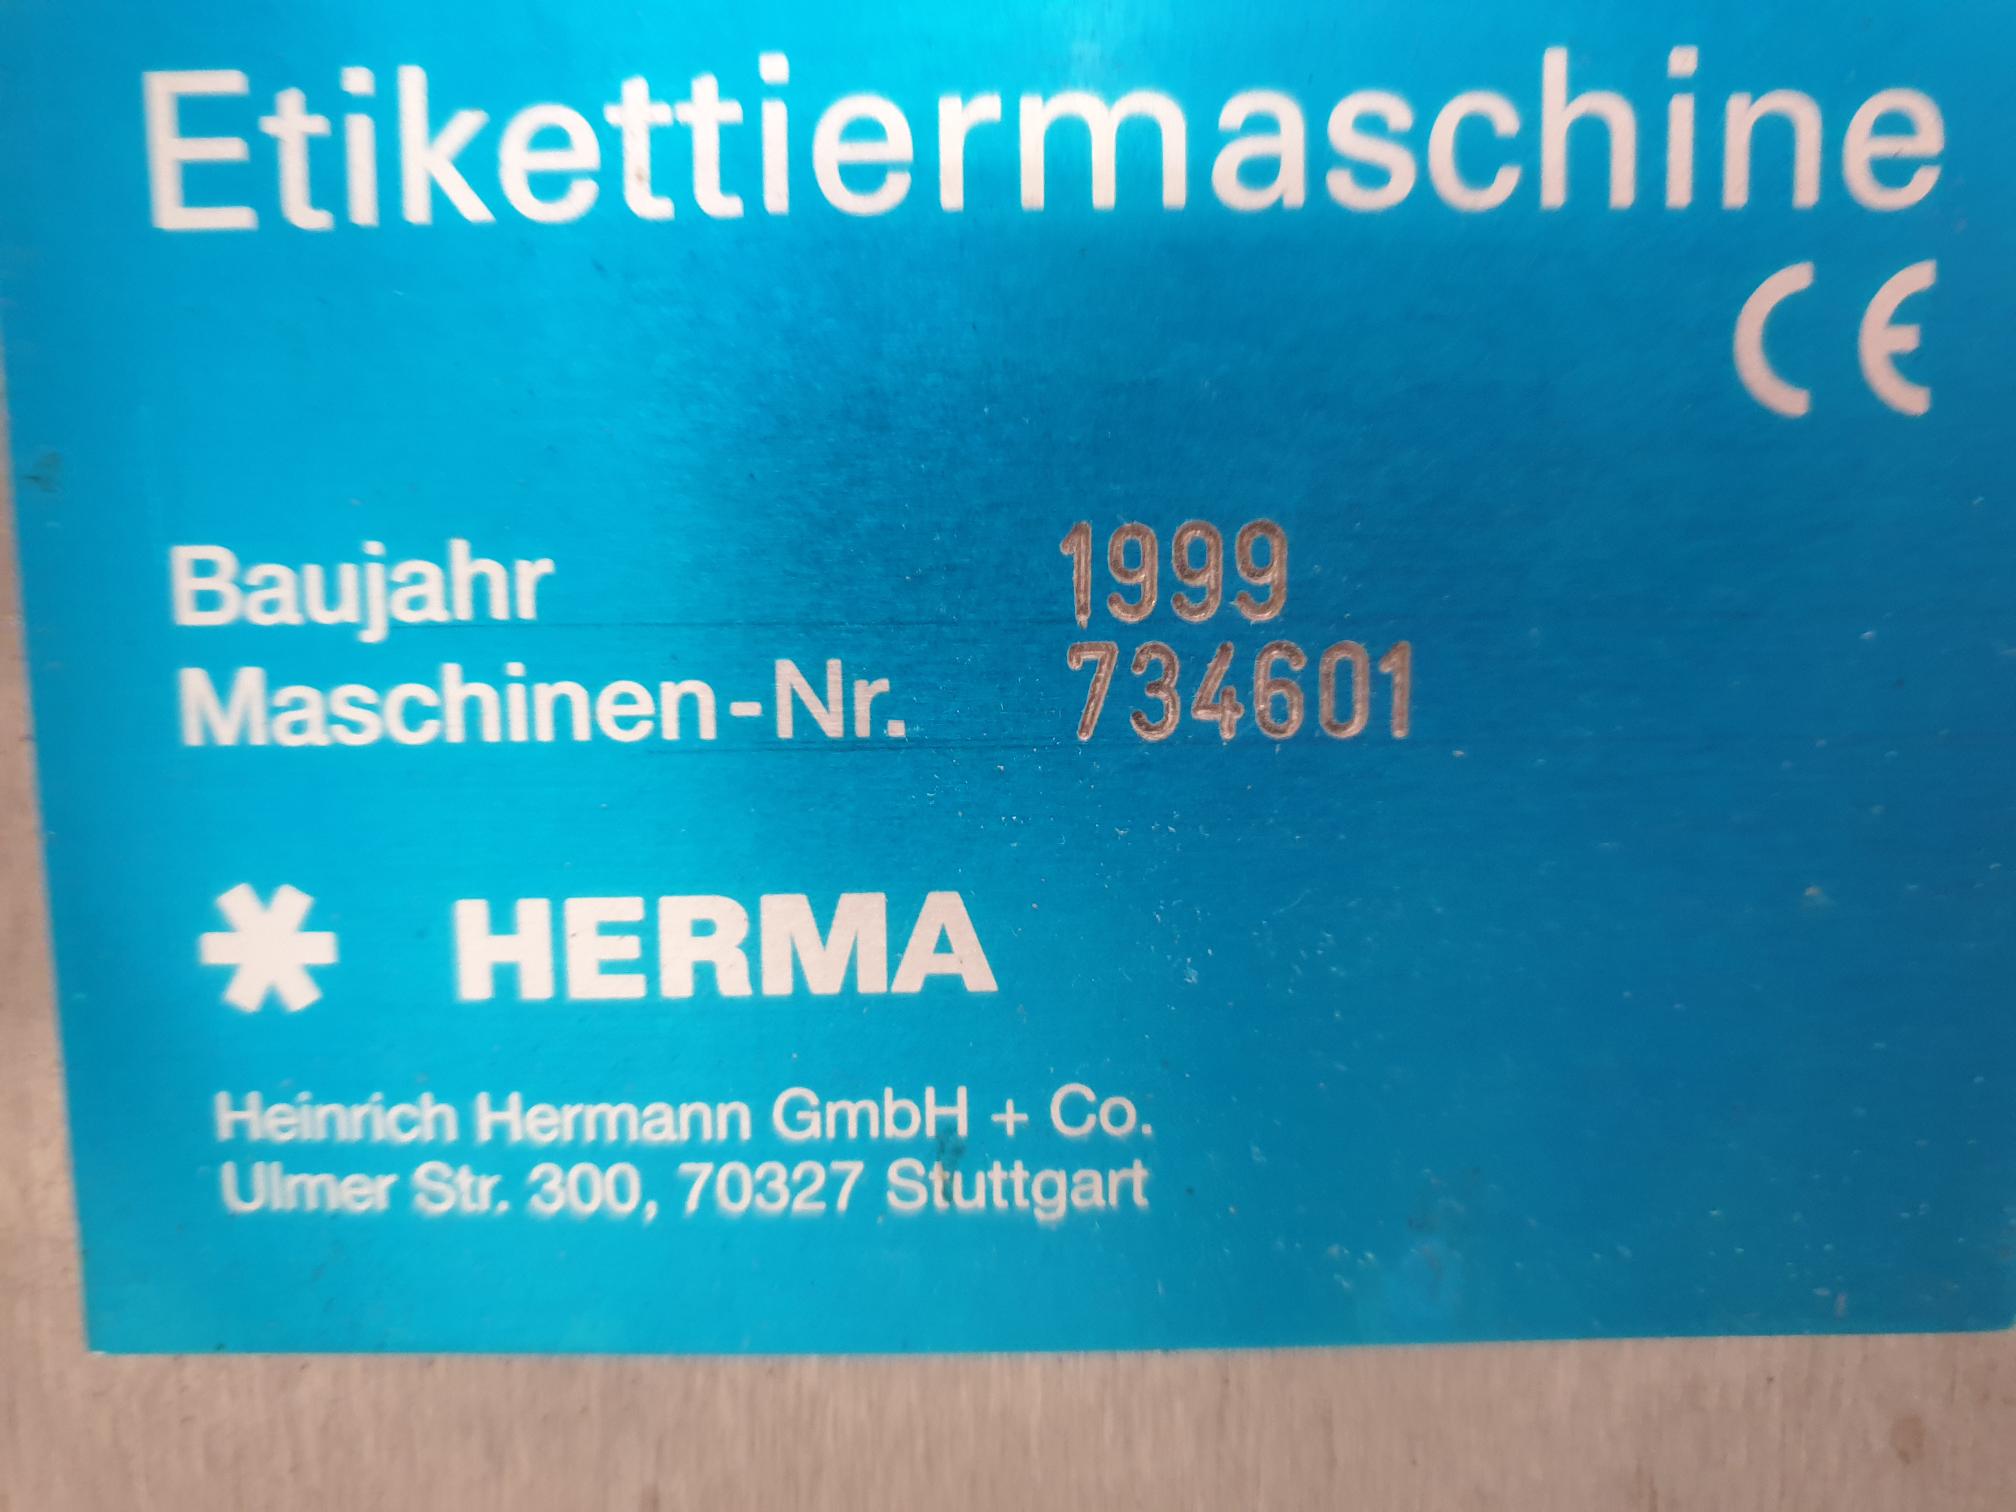 Etikettiermaschine
CE
Baujahr 1999
Maschinen-Nr. 734601
HERMA
Heinrich Hermann GmbH + Co.
Ulmer Str. 300, 70327 Stuttgart